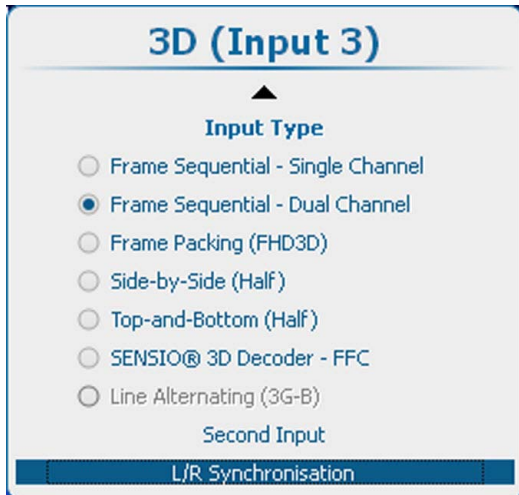 3D (Input 3)
Input Type
Frame Sequential - Single Channel
Frame Sequential - Dual Channel
Frame Packing (FHD3D)
Side-by-Side (Half)
Top-and-Bottom (Half)
SENSIO® 3D Decoder - FFC
Line Alternating (3G-B)
Second Input
L/R Synchronisation